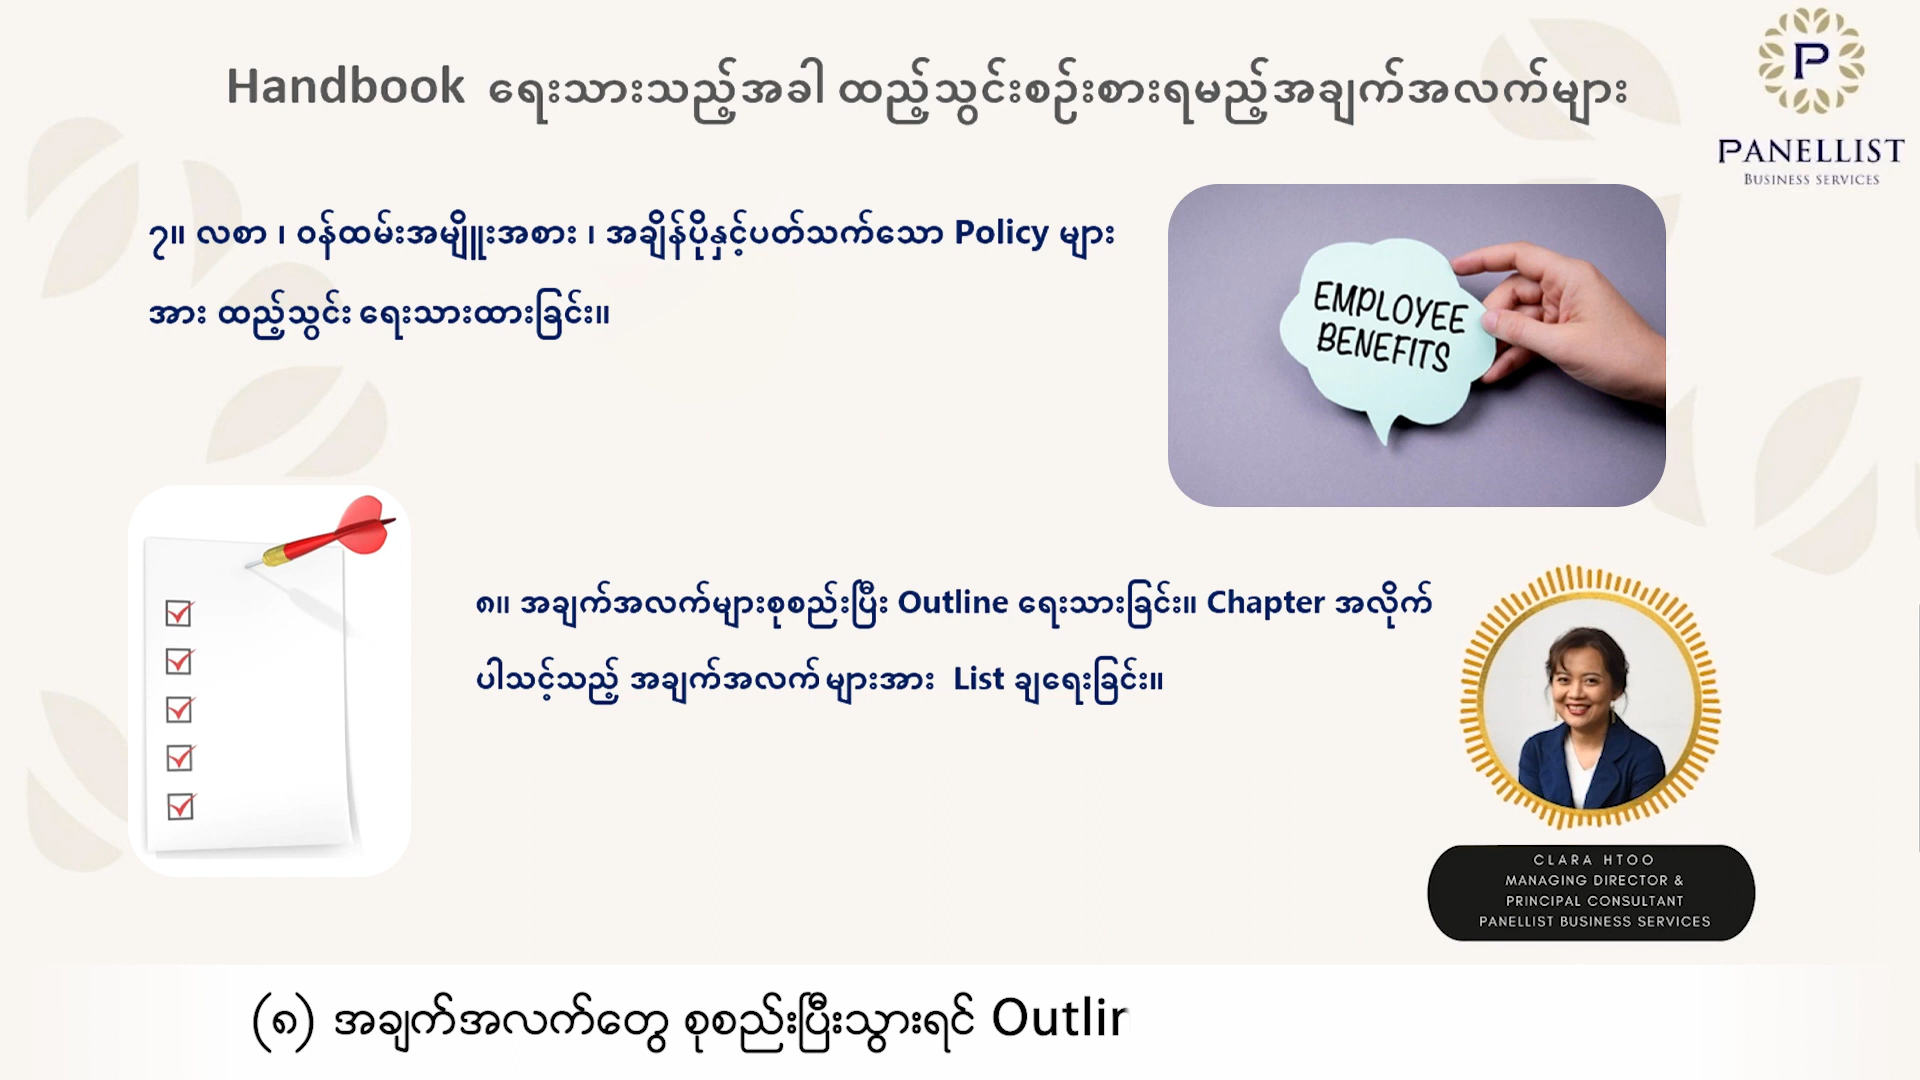 Handbook ရေးသားသည့်အခါ ထည့်သွင်းစဉ်းစားရမည့်အချက်အလက်များ
P
PANELLIST
BUSINESS SERVICES
၇။ လစာ ၊ ဝန်ထမ်းအမျိူးအစား ၊ အချိန်ပိုနှင့်ပတ်သက်သော Policy များ
အား ထည့်သွင်း ရေးသားထားခြင်း။
EMPLOYEE
BENEFITS
၈။ အချက်အလက်များစုစည်းပြီး Outline ရေးသားခြင်း။ Chapter အလိုက်
ပါသင့်သည့် အချက်အလက်များအား List ချရေးခြင်း။
CLARA HTOO
MANAGING DIRECTOR &
PRINCIPAL CONSULTANT
PANELLIST BUSINESS SERVICES
(၈) အချက်အလက်တွေ စုစည်းပြီးသွားရင် Outlin